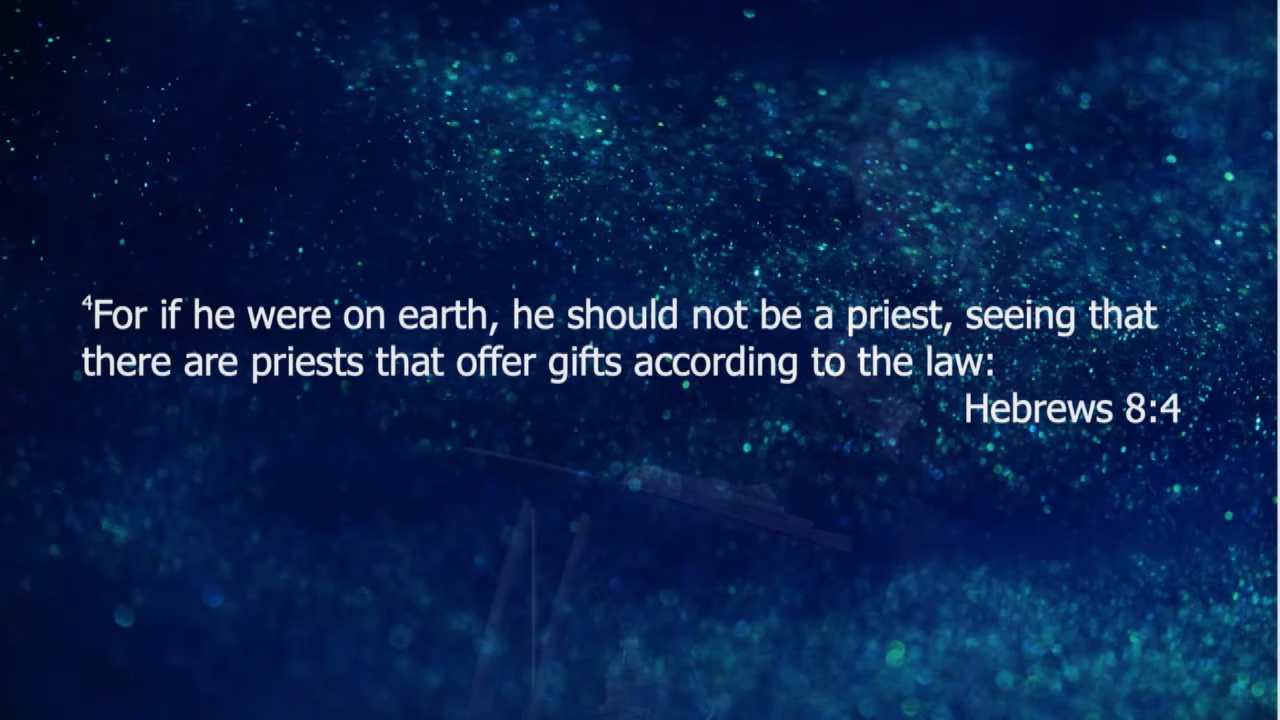 ⁴For if he were on earth, he should not be a priest, seeing that
there are priests that offer gifts according to the law:
Hebrews 8:4